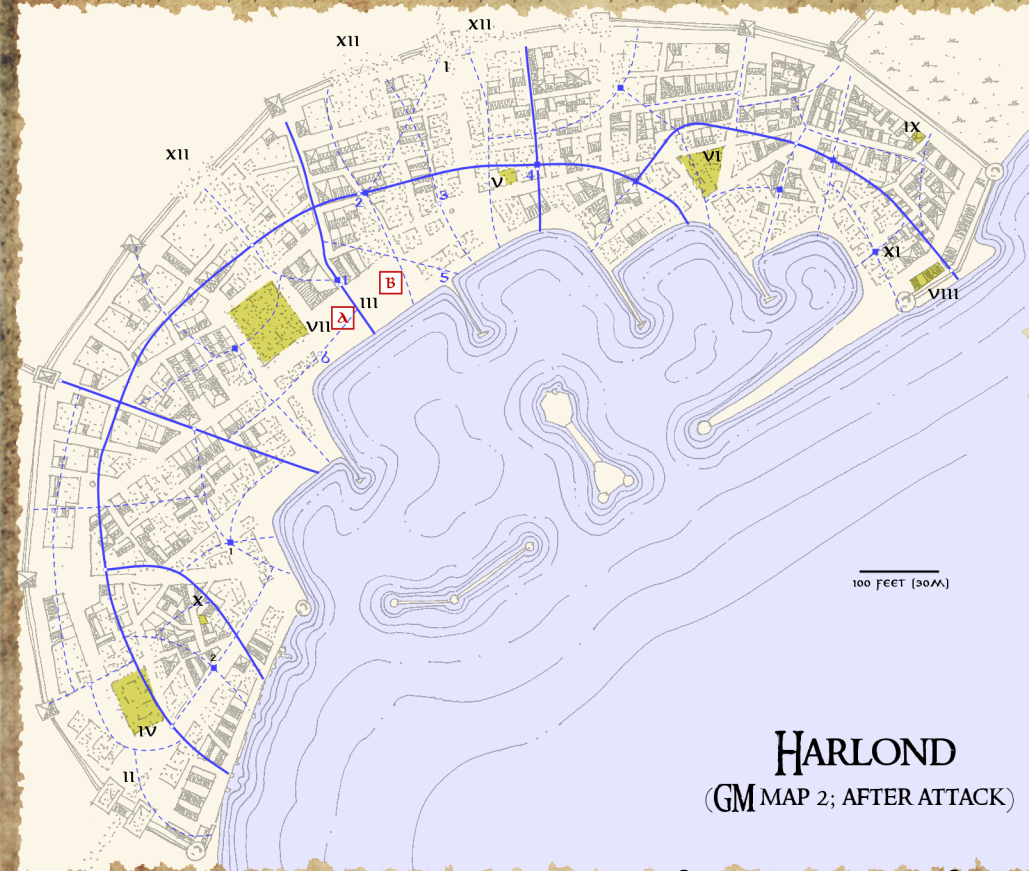 XII
XII
I
IX
XII
VI
V
4
2
3
XI
5
1
B
VIII
III
A
VII
6
1
100 FEET (30M)
X
2
IV
HARLOND
II
(GM MAP 2; AFTER ATTACK)